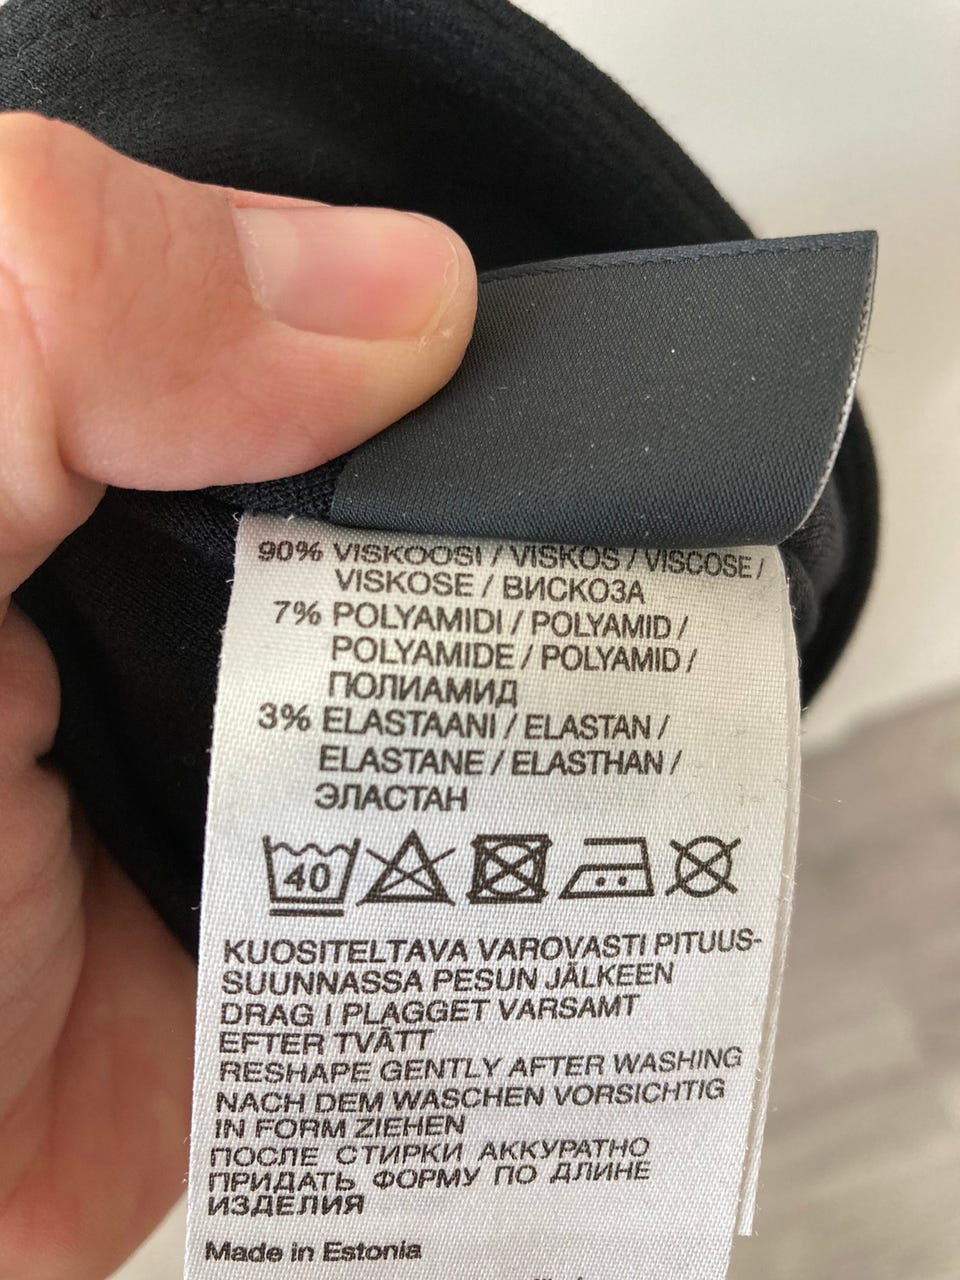 90% VISKOOSI / VISKOS / VISCOSE /
VISKOSE / ВИСКОЗА
7% POLYAMIDI / POLYAMID /
POLYAMIDE / POLYAMID /
ПОЛИАМИД
3% ELASTAANI / ELASTAN /
ELASTANE / ELASTHAN /
ЭЛАСТАН
40
KUOSITELTAVA VAROVASTI PITUUS-
SUUNNASSA PESUN JÄLKEEN
DRAG I PLAGGET VARSAMT
EFTER TVÄTT
RESHAPE GENTLY AFTER WASHING
NACH DEM WASCHEN VORSICHTIG
IN FORM ZIEHEN
ПОСЛЕ СТИРКИ АККУРАТНО
ПРИДАТЬ ФОРМУ ПО ДЛИНЕ
ИЗДЕЛИЯ
Made in Estonia